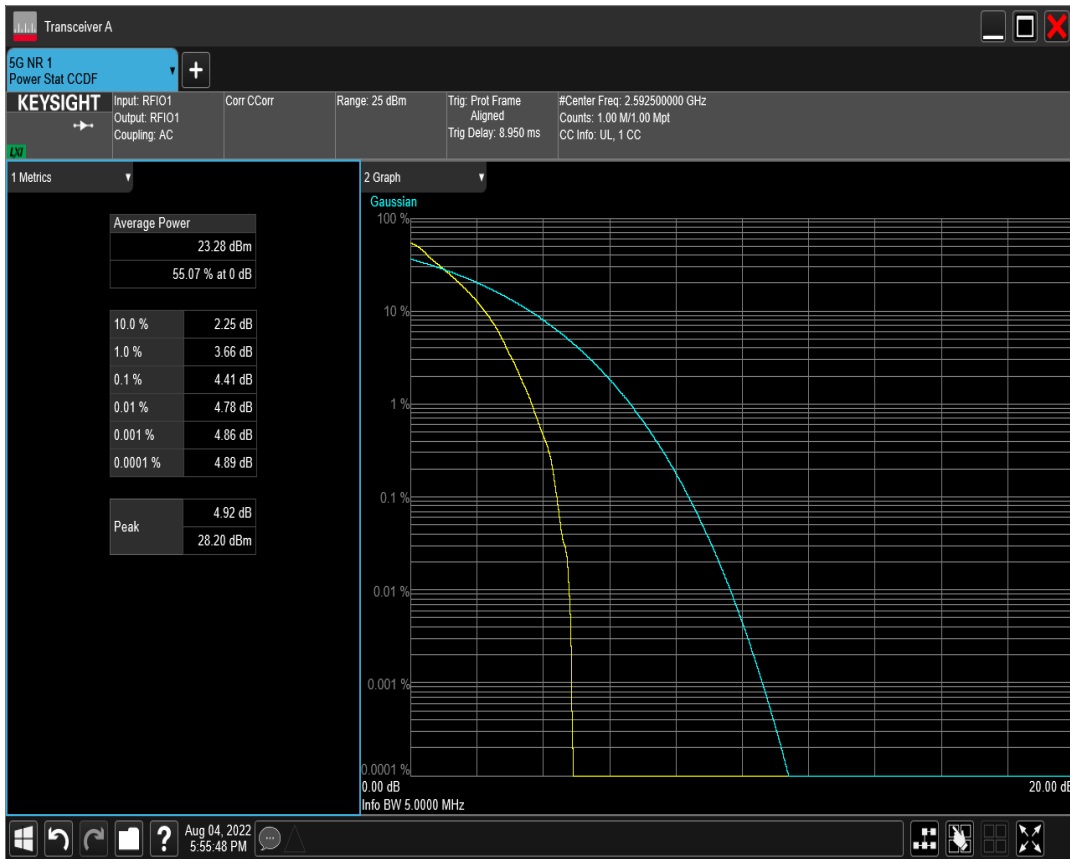 Transceiver A
5G NR 1
Power Stat CCDF
+
KEYSIGHT
LXI
Input: RFIO1
Output: RFIO1
Coupling: AC
Corr CCorr
Range: 25 dBm
Trig: Prot Frame
Aligned
Trig Delay: 8.950 ms
#Center Freq: 2.592500000 GHz
Counts: 1.00 M/1.00 Mpt
CC Info: UL, 1 CC
1 Metrics
Average Power
23.28 dBm
55.07 % at 0 dB
10.0 % 2.25 dB
1.0 % 3.66 dB
0.1 % 4.41 dB
0.01 % 4.78 dB
0.001 % 4.86 dB
0.0001 % 4.89 dB
Peak
4.92 dB
28.20 dBm
2 Graph
Gaussian
100 %
10 %
1 %
0.1 %
0.01 %
0.001 %
0.0001 %
0.00 dB 20.00 dB
Info BW 5.0000 MHz
? Aug 04, 2022
5:55:48 PM